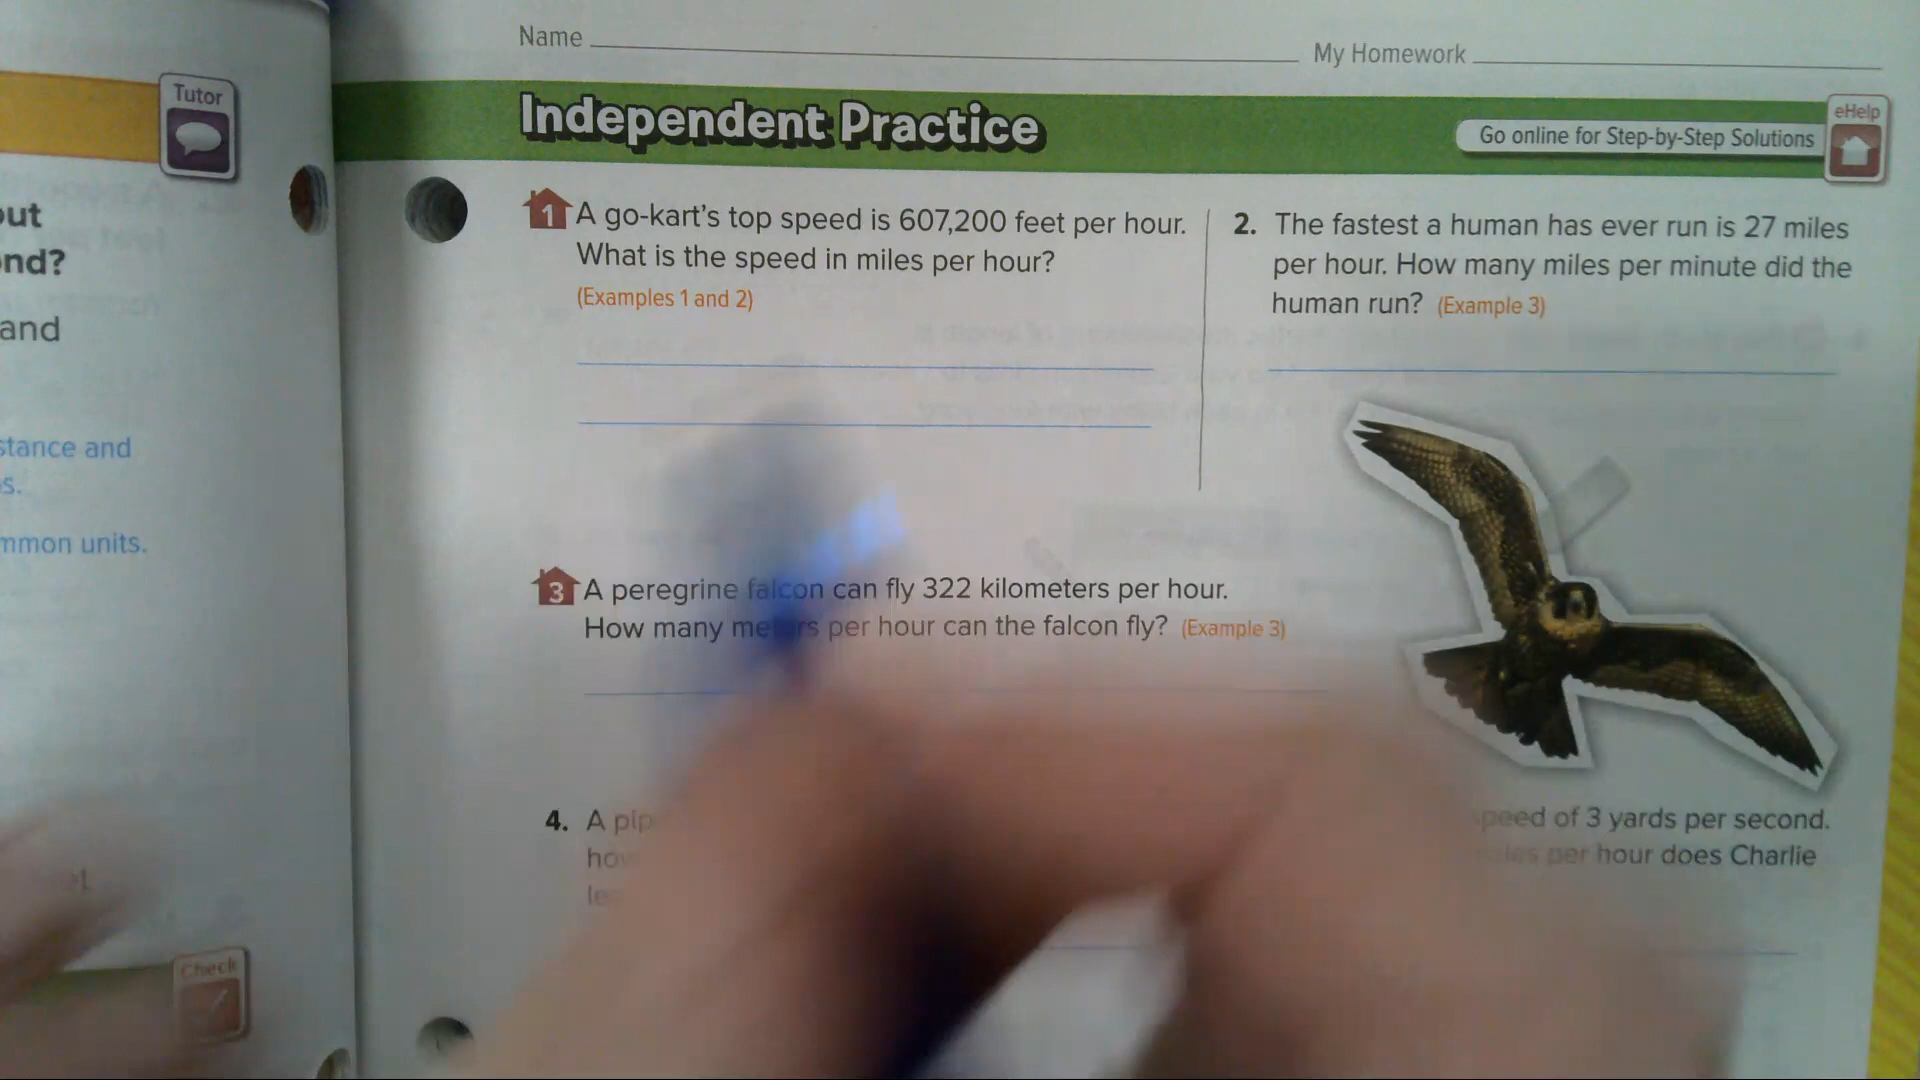 Name
My Homework
Tutor
Independent Practice
eHelp
Go online for Step-by-Step Solutions
nd?
and
stance and
s.
mmon units.
Check
1 A go-kart's top speed is 607,200 feet per hour.
What is the speed in miles per hour?
(Examples 1 and 2)
2. The fastest a human has ever run is 27 miles
per hour. How many miles per minute did the
human run? (Example 3)
3 A peregrine falcon can fly 322 kilometers per hour.
How many meters per hour can the falcon fly? (Example 3)
4. A
speed of 3 yards per second.
per hour does Charlie